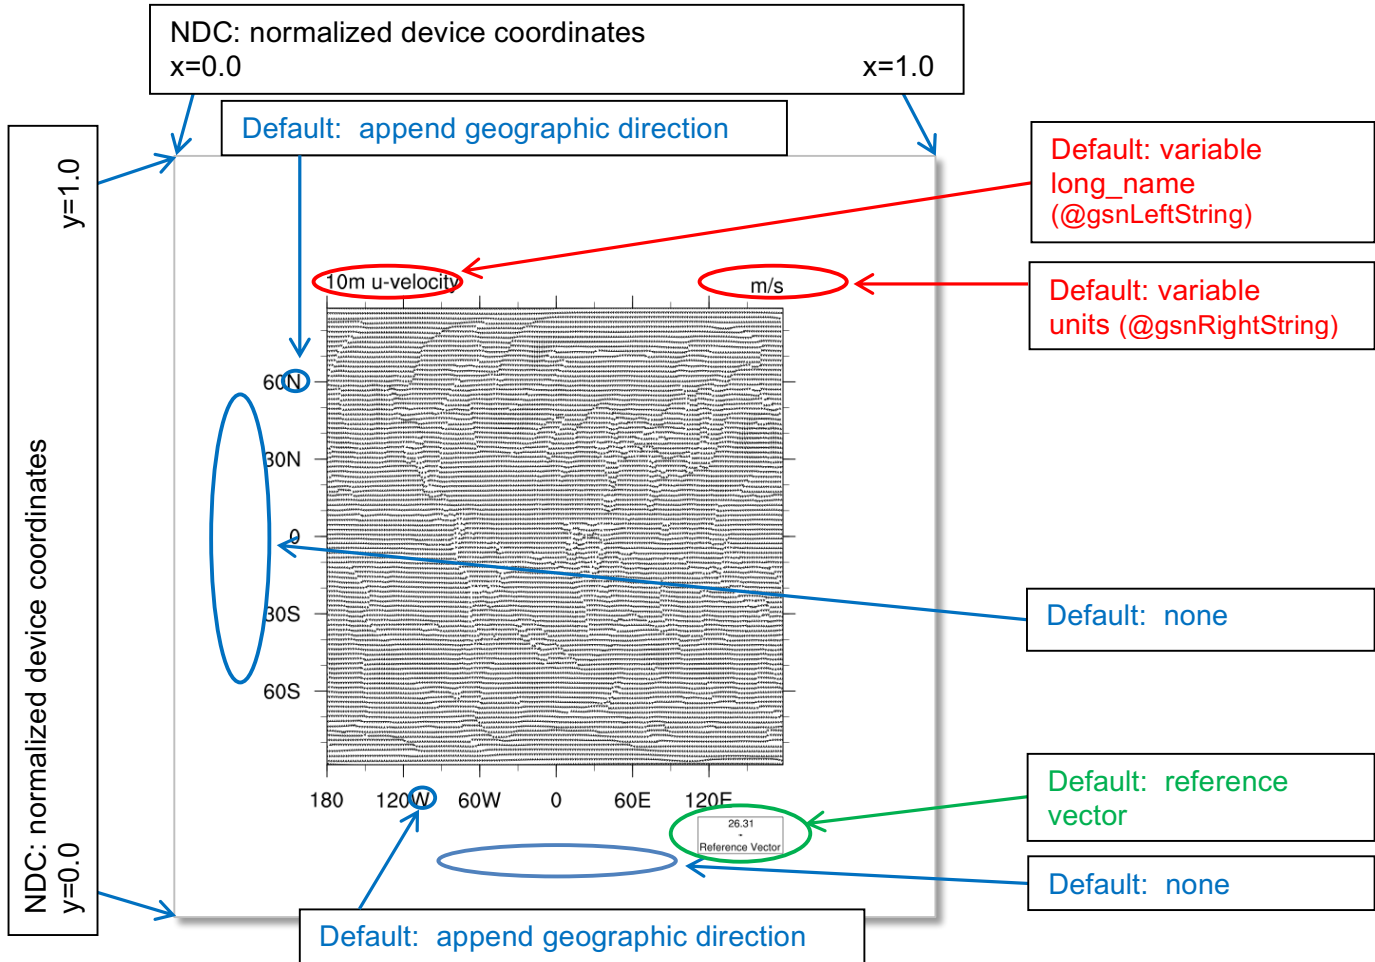 NDC: normalized device coordinates
x=0.0 x=1.0
Default: append geographic direction
NDC: normalized device coordinates
y=0.0 y=1.0
Default: variable
long_name
(@gsnLeftString)
10m u-velocity m/s
Default: variable
units (@gsnRightString)
60N
30N
0
30S
60S
Default: none
180 120W 60W 0 60E 120E
26.31
Reference Vector
Default: reference
vector
Default: none
Default: append geographic direction